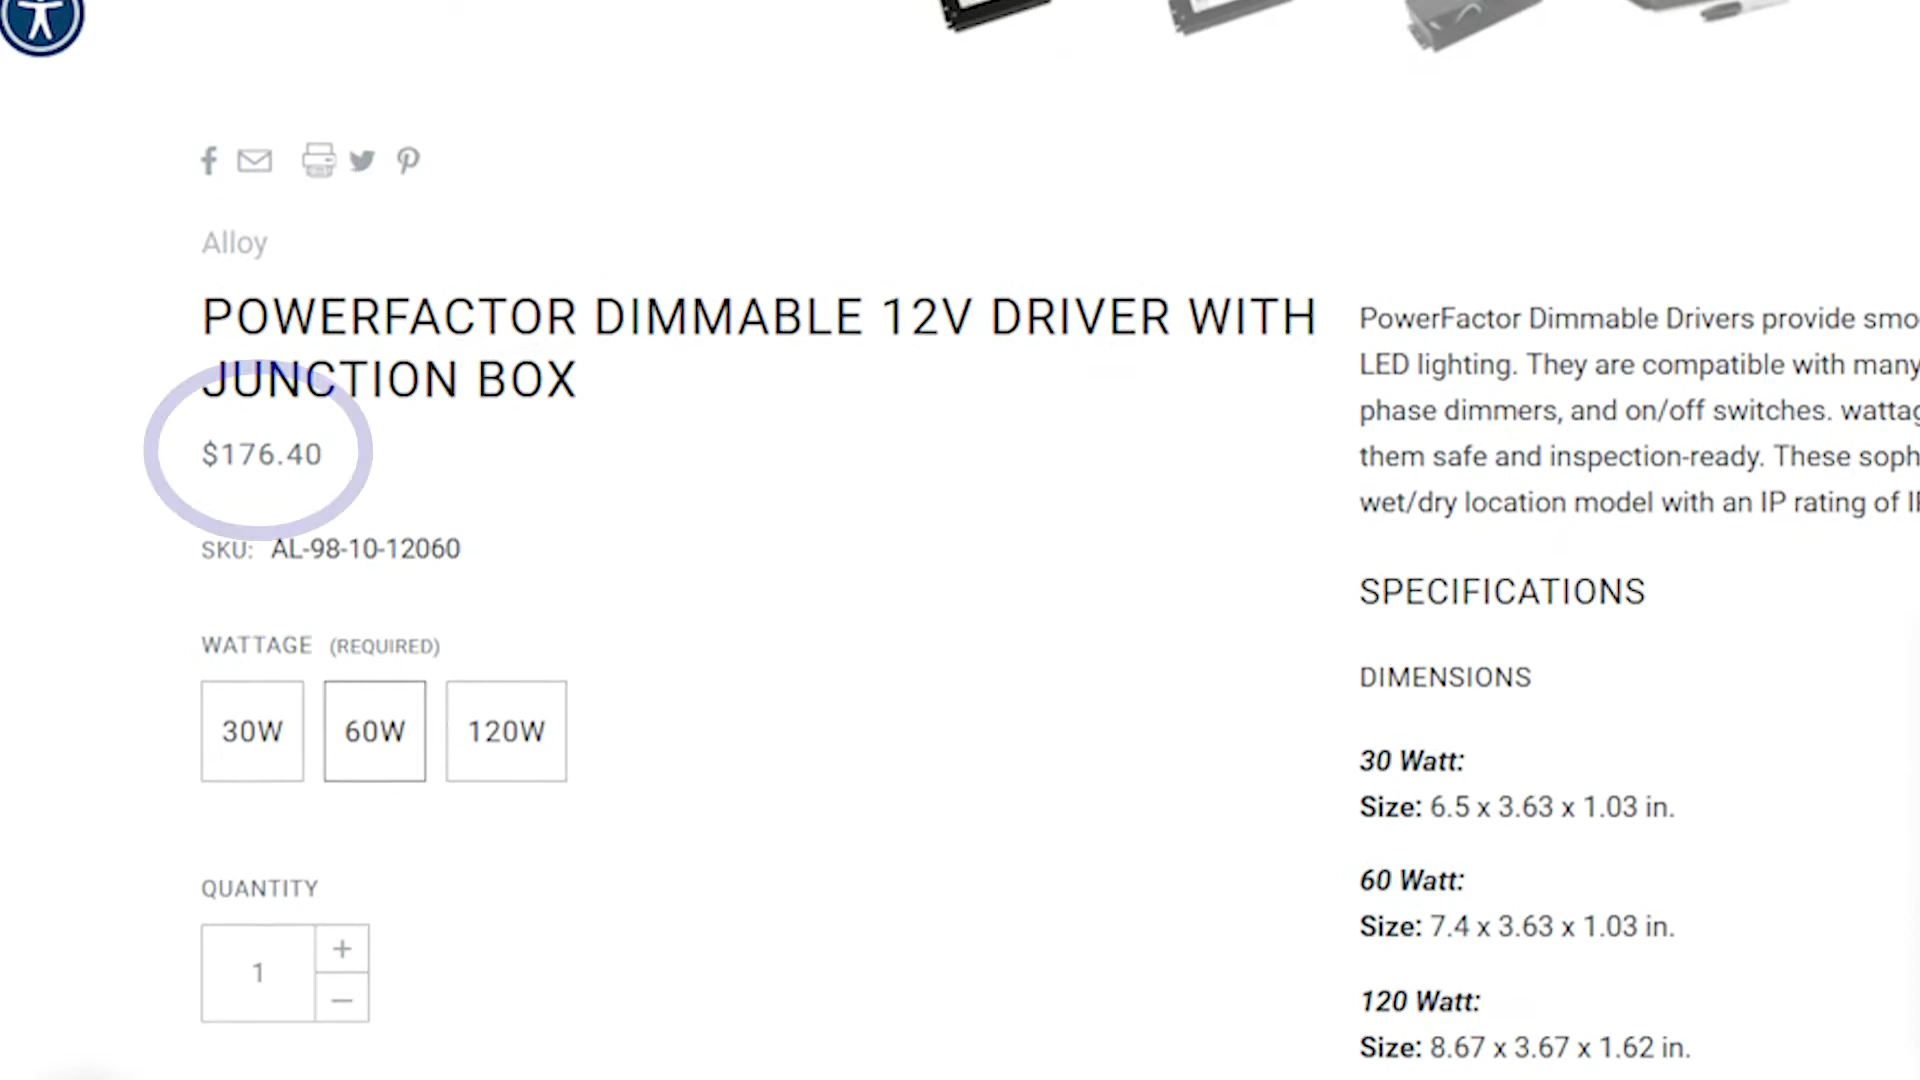 Alloy
POWERFACTOR DIMMABLE 12V DRIVER WITH
JUNCTION BOX
$176.40
SKU: AL-98-10-12060
WATTAGE (REQUIRED)
30W 60W 120W
QUANTITY
1 + −
PowerFactor Dimmable Drivers provide
LED lighting. They are compatible with many
phase dimmers, and on/off switches.
them safe and inspection-ready. These
wet/dry location model with an IP rating of
SPECIFICATIONS
DIMENSIONS
30 Watt:
Size: 6.5 x 3.63 x 1.03 in.
60 Watt:
Size: 7.4 x 3.63 x 1.03 in.
120 Watt:
Size: 8.67 x 3.67 x 1.62 in.